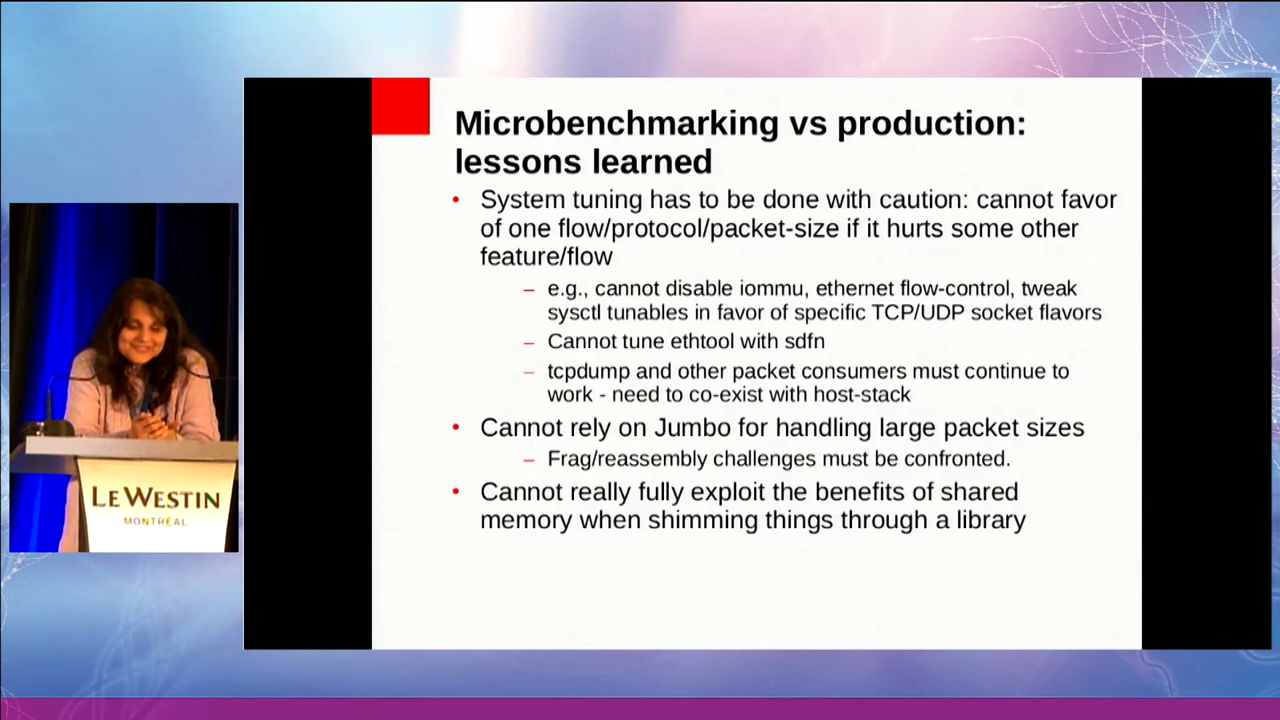 Microbenchmarking vs production:
lessons learned
• System tuning has to be done with caution: cannot favor
of one flow/protocol/packet-size if it hurts some other
feature/flow
– e.g., cannot disable iommu, ethernet flow-control, tweak
sysctl tunables in favor of specific TCP/UDP socket flavors
– Cannot tune ethtool with sdfn
– tcpdump and other packet consumers must continue to
work - need to co-exist with host-stack
• Cannot rely on Jumbo for handling large packet sizes
– Frag/reassembly challenges must be confronted.
• Cannot really fully exploit the benefits of shared
memory when shimming things through a library
LE WESTIN
MONTRÉAL